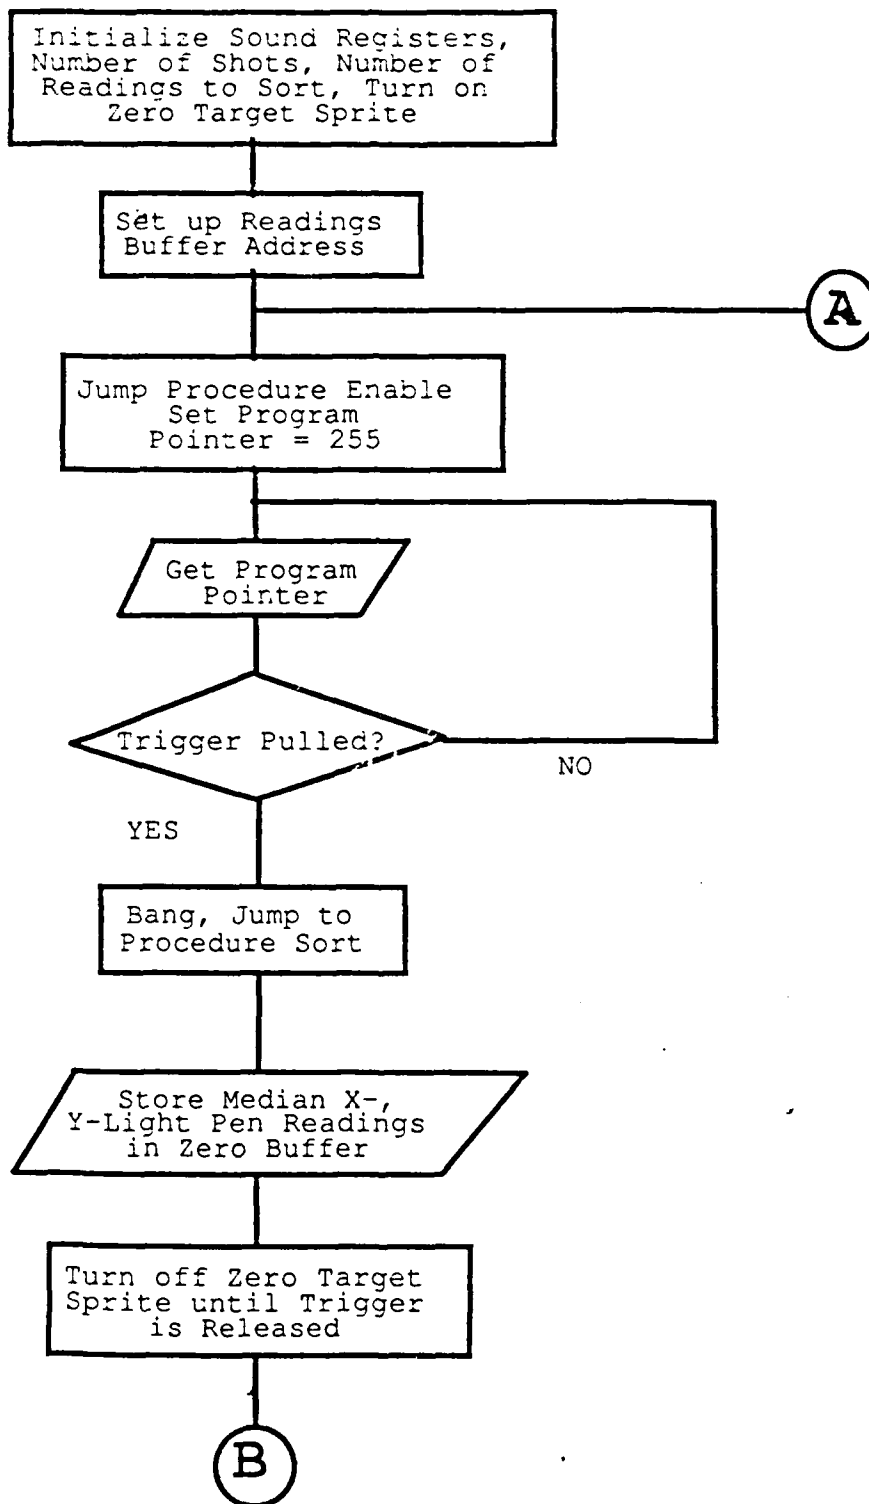 Initialize Sound Registers,
Number of Shots, Number of
Readings to Sort, Turn on
Zero Target Sprite
Set up Readings
Buffer Address
A
Jump Procedure Enable
Set Program
Pointer = 255
Get Program
Pointer
Trigger Pulled?
NO
YES
Bang, Jump to
Procedure Sort
Store Median X-,
Y-Light Pen Readings
in Zero Buffer
Turn off Zero Target
Sprite until Trigger
is Released
B